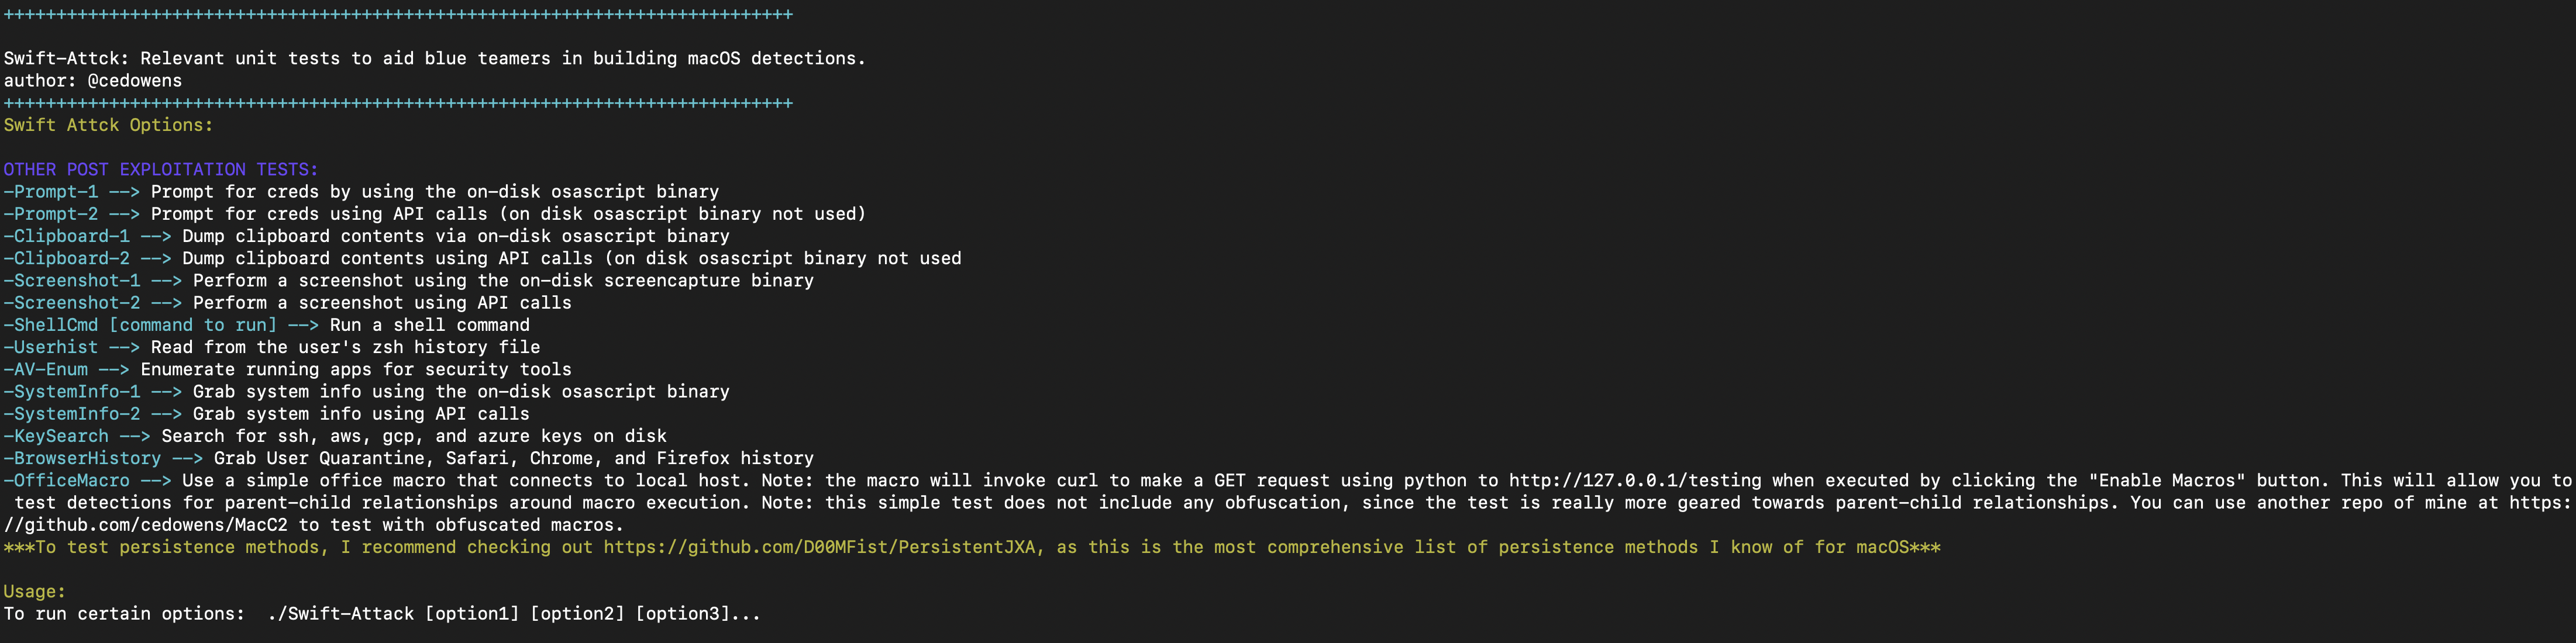 +++++++++++++++++++++++++++++++++++++++++++++++++++++++++++++++++++++++++++
Swift-Attck: Relevant unit tests to aid blue teamers in building macOS detections.
author: @cedowens
+++++++++++++++++++++++++++++++++++++++++++++++++++++++++++++++++++++++++++
Swift Attck Options:
OTHER POST EXPLOITATION TESTS:
-Prompt-1 --> Prompt for creds by using the on-disk osascript binary
-Prompt-2 --> Prompt for creds using API calls (on disk osascript binary not used)
-Clipboard-1 --> Dump clipboard contents via on-disk osascript binary
-Clipboard-2 --> Dump clipboard contents using API calls (on disk osascript binary not used
-Screenshot-1 --> Perform a screenshot using the on-disk screencapture binary
-Screenshot-2 --> Perform a screenshot using API calls
-ShellCmd [command to run] --> Run a shell command
-Userhist --> Read from the user's zsh history file
-AV-Enum --> Enumerate running apps for security tools
-SystemInfo-1 --> Grab system info using the on-disk osascript binary
-SystemInfo-2 --> Grab system info using API calls
-KeySearch --> Search for ssh, aws, gcp, and azure keys on disk
-BrowserHistory --> Grab User Quarantine, Safari, Chrome, and Firefox history
-OfficeMacro --> Use a simple office macro that connects to local host. Note: the macro will invoke curl to make a GET request using python to http://127.0.0.1/testing when executed by clicking the "Enable Macros" button. This will allow you to
test detections for parent-child relationships around macro execution. Note: this simple test does not include any obfuscation, since the test is really more geared towards parent-child relationships. You can use another repo of mine at https:
//github.com/cedowens/MacC2 to test with obfuscated macros.
***To test persistence methods, I recommend checking out https://github.com/D00MFist/PersistentJXA, as this is the most comprehensive list of persistence methods I know of for macOS***
Usage:
To run certain options:  ./Swift-Attack [option1] [option2] [option3]...